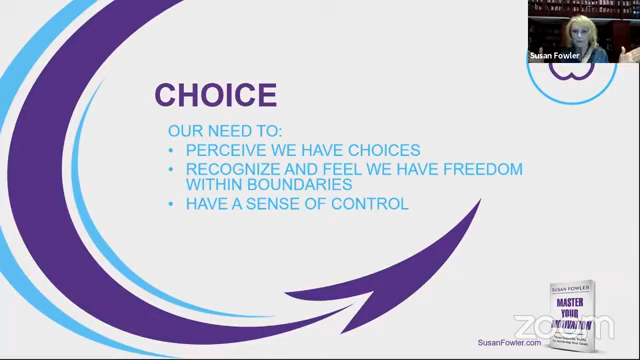 Susan Fowler
CHOICE
OUR NEED TO:
• PERCEIVE WE HAVE CHOICES
• RECOGNIZE AND FEEL WE HAVE FREEDOM
WITHIN BOUNDARIES
• HAVE A SENSE OF CONTROL
SUSAN FOWLER
MASTER
YOUR
MOTIVATION
zoom
SusanFowler.com